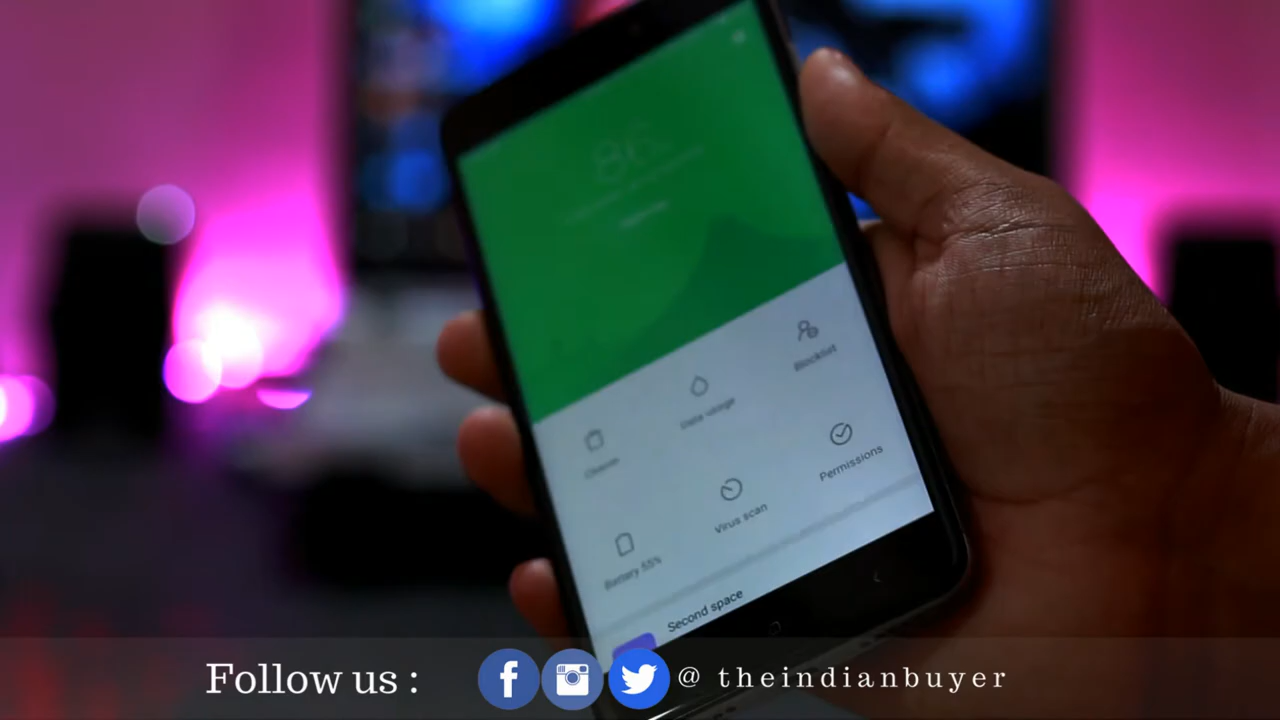 Cleaner
Data usage
Blocklist
Battery 55%
Virus scan
Permissions
Second space
Follow us :
@ theindianbuyer